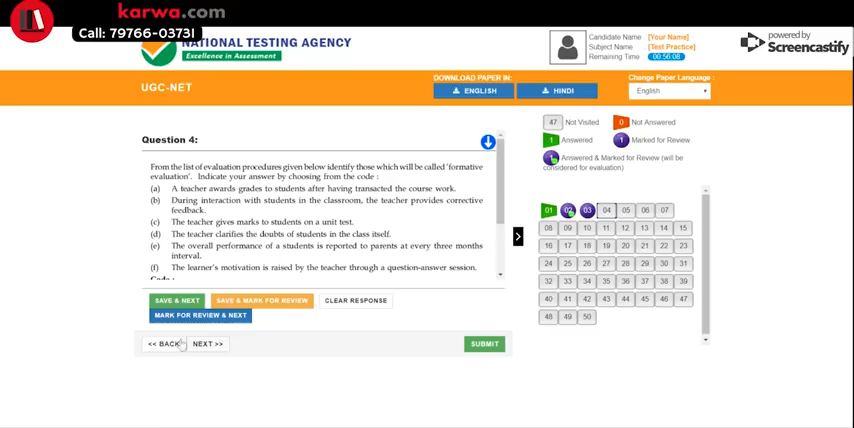 karwa.com
Call: 79766-03731
NATIONAL TESTING AGENCY
Excellence in Assessment
Candidate Name : [Your Name]
Subject Name : [Test Practice]
Remaining Time : 00:56:08
powered by
Screencastify
UGC-NET
DOWNLOAD PAPER IN:
ENGLISH
HINDI
Change Paper Language :
English
Question 4:
From the list of evaluation procedures given below identify those which will be called 'formative
evaluation'. Indicate your answer by choosing from the code :
(a) A teacher awards grades to students after having transacted the course work.
(b) During interaction with students in the classroom, the teacher provides corrective
feedback.
(c) The teacher gives marks to students on a unit test.
(d) The teacher clarifies the doubts of students in the class itself.
(e) The overall performance of a students is reported to parents at every three months
interval.
(f) The learner's motivation is raised by the teacher through a question-answer session.
Code :
SAVE & NEXT
SAVE & MARK FOR REVIEW
CLEAR RESPONSE
MARK FOR REVIEW & NEXT
<< BACK
NEXT >>
SUBMIT
47 Not Visited
0 Not Answered
1 Answered
1 Marked for Review
1 Answered & Marked for Review (will be
considered for evaluation)
01 02 03 04 05 06 07
08 09 10 11 12 13 14 15
16 17 18 19 20 21 22 23
24 25 26 27 28 29 30 31
32 33 34 35 36 37 38 39
40 41 42 43 44 45 46 47
48 49 50